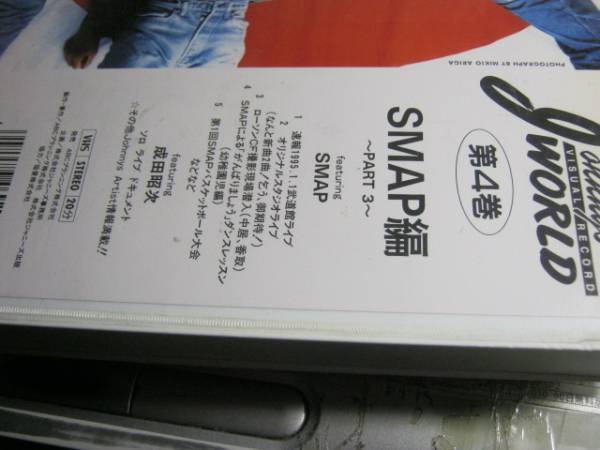 PHOTOGRAPH BY MIKIO ARIGA
Johnnys
WORLD
VISUAL RECORD
第4巻
SMAP編
〜PART 3〜
featuring
SMAP
1 速報1995.1.1武道館ライブ
2 オリジナルスタジオライブ
(なんと新曲2曲!乞う、御期待!)
3 ローソンCF撮影現場潜入(中居、香取)
4 SMAPによる「がんばりましょう」ダンスレッスン
(幼稚園児編)
5 第1回SMAPバスケットボール大会
などなど
featuring
成田昭次
ソロ ライブ ドキュメント
☆その他Johnnys Artist情報満載!!
VHS STEREO 20分